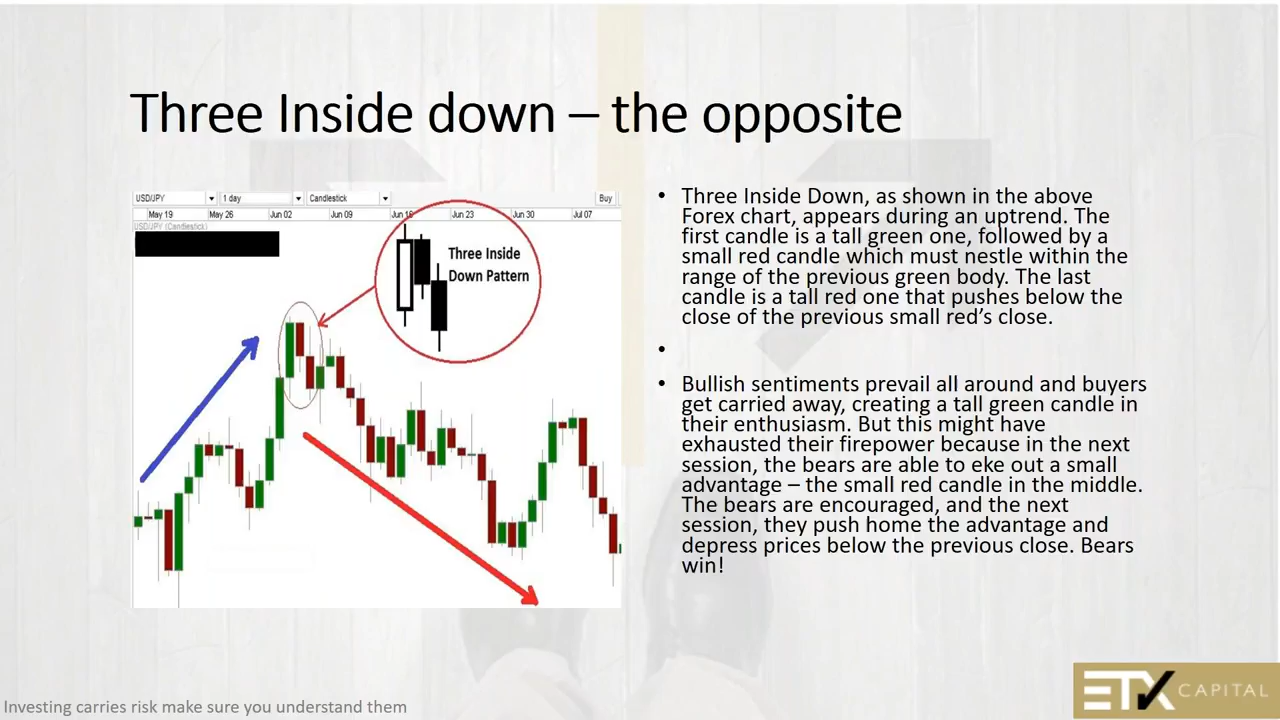 Three Inside down – the opposite
USD/JPY 1 day Candlestick Buy
May 19 May 26 Jun 02 Jun 09 Jun 16 Jun 23 Jun 30 Jul 07
USD/JPY (Candlestick)
Three Inside
Down Pattern
• Three Inside Down, as shown in the above
Forex chart, appears during an uptrend. The
first candle is a tall green one, followed by a
small red candle which must nestle within the
range of the previous green body. The last
candle is a tall red one that pushes below the
close of the previous small red’s close.
•
• Bullish sentiments prevail all around and buyers
get carried away, creating a tall green candle in
their enthusiasm. But this might have
exhausted their firepower because in the next
session, the bears are able to eke out a small
advantage – the small red candle in the middle.
The bears are encouraged, and the next
session, they push home the advantage and
depress prices below the previous close. Bears
win!
Investing carries risk make sure you understand them
ETX CAPITAL